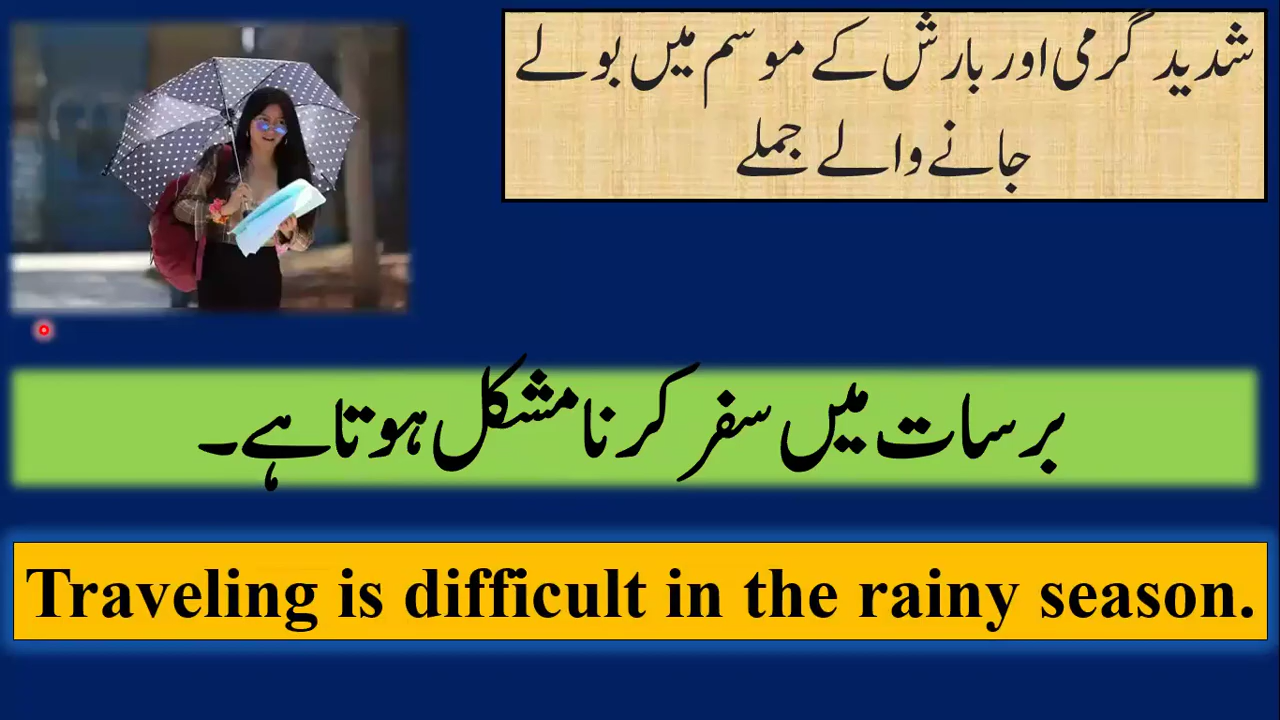 شدید گرمی اور بارش کے موسم میں بولے
جانے والے جملے
برسات میں سفر کرنا مشکل ہوتا ہے۔
Traveling is difficult in the rainy season.